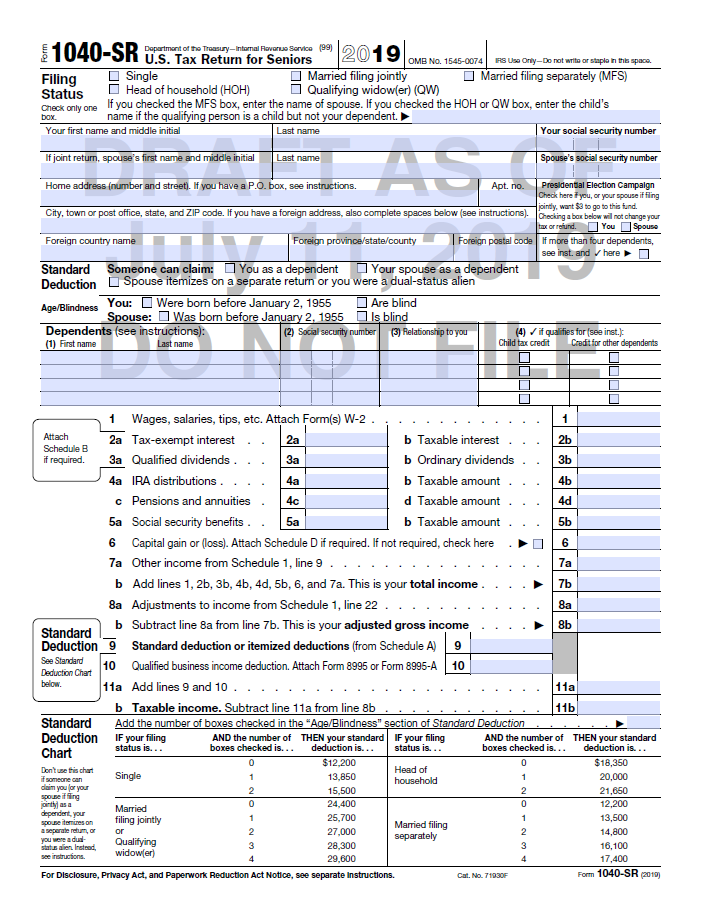 Form 1040-SR Department of the Treasury—Internal Revenue Service (99)
U.S. Tax Return for Seniors 2019 OMB No. 1545-0074 IRS Use Only—Do not write or staple in this space.
DRAFT AS OF
July 11, 2019
DO NOT FILE
Filing Status
Check only one box.
Single Married filing jointly Married filing separately (MFS)
Head of household (HOH) Qualifying widow(er) (QW)
If you checked the MFS box, enter the name of spouse. If you checked the HOH or QW box, enter the child's
name if the qualifying person is a child but not your dependent. ▶
Your first name and middle initial Last name Your social security number
If joint return, spouse's first name and middle initial Last name Spouse's social security number
Home address (number and street). If you have a P.O. box, see instructions. Apt. no.
Presidential Election Campaign
Check here if you, or your spouse if filing
jointly, want $3 to go to this fund.
Checking a box below will not change your
tax or refund. You Spouse
City, town or post office, state, and ZIP code. If you have a foreign address, also complete spaces below (see instructions).
Foreign country name Foreign province/state/county Foreign postal code
If more than four dependents,
see inst. and ✓ here ▶
Standard Deduction
Someone can claim: You as a dependent Your spouse as a dependent
Spouse itemizes on a separate return or you were a dual-status alien
Age/Blindness
You: Were born before January 2, 1955 Are blind
Spouse: Was born before January 2, 1955 Is blind
Dependents (see instructions): (2) Social security number (3) Relationship to you (4) ✓ if qualifies for (see inst.):
(1) First name Last name Child tax credit Credit for other dependents
1 Wages, salaries, tips, etc. Attach Form(s) W-2 . . . . . . . . . . . . 1
Attach
Schedule B
if required.
2a Tax-exempt interest . . 2a b Taxable interest . . . 2b
3a Qualified dividends . . . 3a b Ordinary dividends . . 3b
4a IRA distributions . . . . 4a b Taxable amount . . . 4b
c Pensions and annuities . 4c d Taxable amount . . . 4d
5a Social security benefits . . 5a b Taxable amount . . . 5b
6 Capital gain or (loss). Attach Schedule D if required. If not required, check here . ▶ 6
7a Other income from Schedule 1, line 9 . . . . . . . . . . . . . . . 7a
b Add lines 1, 2b, 3b, 4b, 4d, 5b, 6, and 7a. This is your total income . . . . ▶ 7b
8a Adjustments to income from Schedule 1, line 22 . . . . . . . . . . . 8a
b Subtract line 8a from line 7b. This is your adjusted gross income . . . . ▶ 8b
Standard
Deduction
See Standard
Deduction Chart
below.
9 Standard deduction or itemized deductions (from Schedule A) 9
10 Qualified business income deduction. Attach Form 8995 or Form 8995-A 10
11a Add lines 9 and 10 . . . . . . . . . . . . . . . . . . . . . 11a
b Taxable income. Subtract line 11a from line 8b . . . . . . . . . . . . 11b
Standard
Deduction
Chart
Add the number of boxes checked in the "Age/Blindness" section of Standard Deduction . . . . . . ▶
Don't use this chart
if someone can
claim you (or your
spouse if filing
jointly) as a
dependent, your
spouse itemizes on
a separate return, or
you were a dual-
status alien. Instead,
see instructions.
IF your filing AND the number of THEN your standard IF your filing AND the number of THEN your standard
status is. . . boxes checked is. . . deduction is. . . status is. . . boxes checked is. . . deduction is. . .
Single
0 $12,200
1 13,850
2 15,500
Married
filing jointly
or
Qualifying
widow(er)
0 24,400
1 25,700
2 27,000
3 28,300
4 29,600
Head of
household
0 $18,350
1 20,000
2 21,650
Married filing
separately
0 12,200
1 13,500
2 14,800
3 16,100
4 17,400
For Disclosure, Privacy Act, and Paperwork Reduction Act Notice, see separate instructions. Cat. No. 71930F Form 1040-SR (2019)